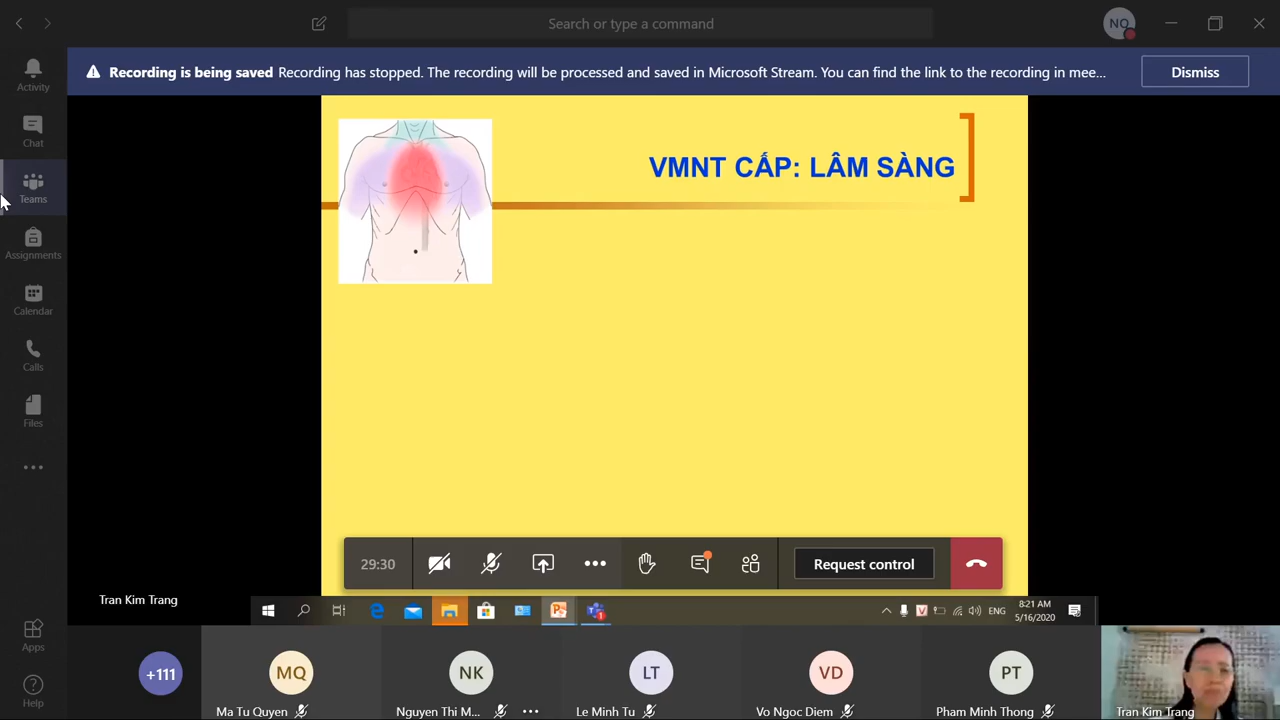 Search or type a command
NQ
Activity
Chat
Teams
Assignments
Calendar
Calls
Files
Apps
Help
Recording is being saved Recording has stopped. The recording will be processed and saved in Microsoft Stream. You can find the link to the recording in mee...
Dismiss
VMNT CẤP: LÂM SÀNG
29:30
Request control
Tran Kim Trang
ENG
8:21 AM
5/16/2020
+111
MQ
NK
LT
VD
PT
Ma Tu Quyen
Nguyen Thi M...
Le Minh Tu
Vo Ngoc Diem
Pham Minh Thong
Tran Kim Trang